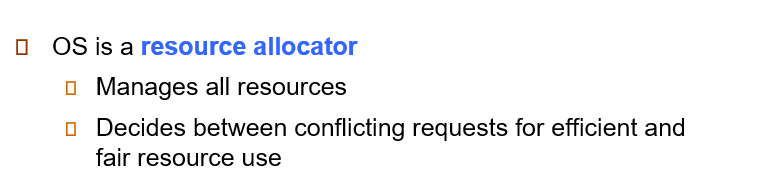 OS is a resource allocator
Manages all resources
Decides between conflicting requests for efficient and
fair resource use